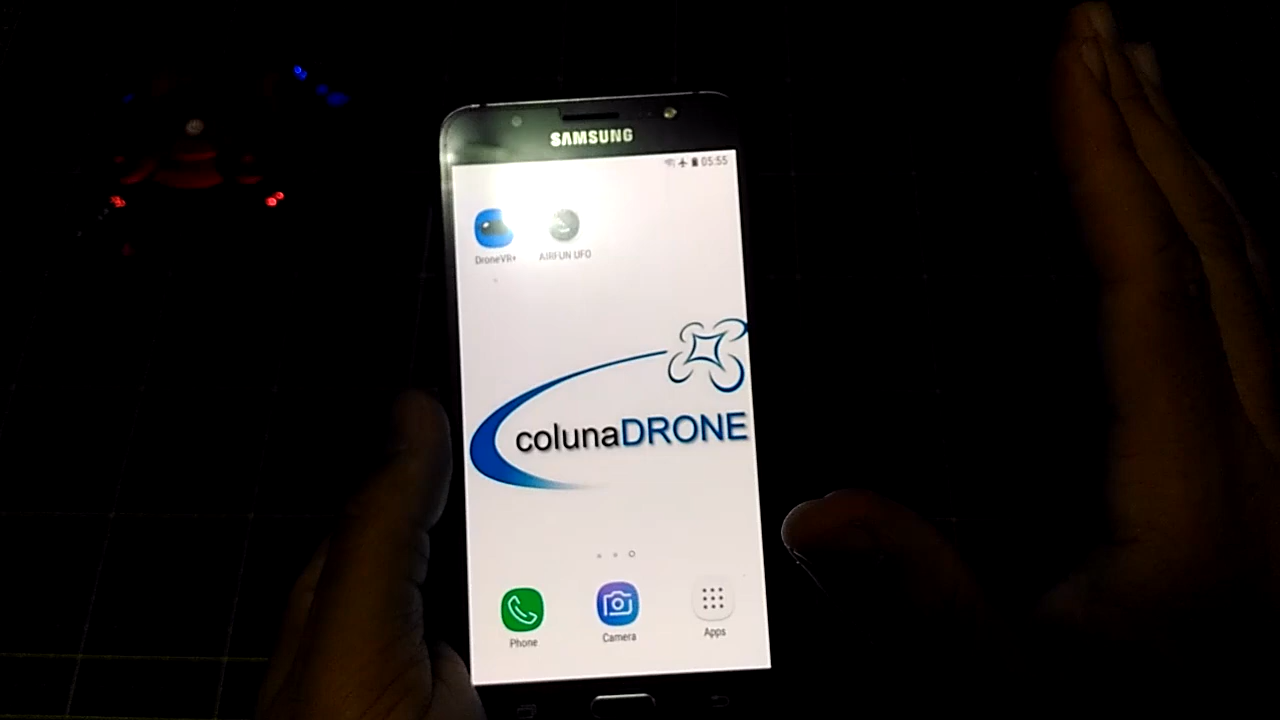 SAMSUNG
05:55
DroneVR+ AIRFUN UFO
colunaDRONE
Phone Camera Apps